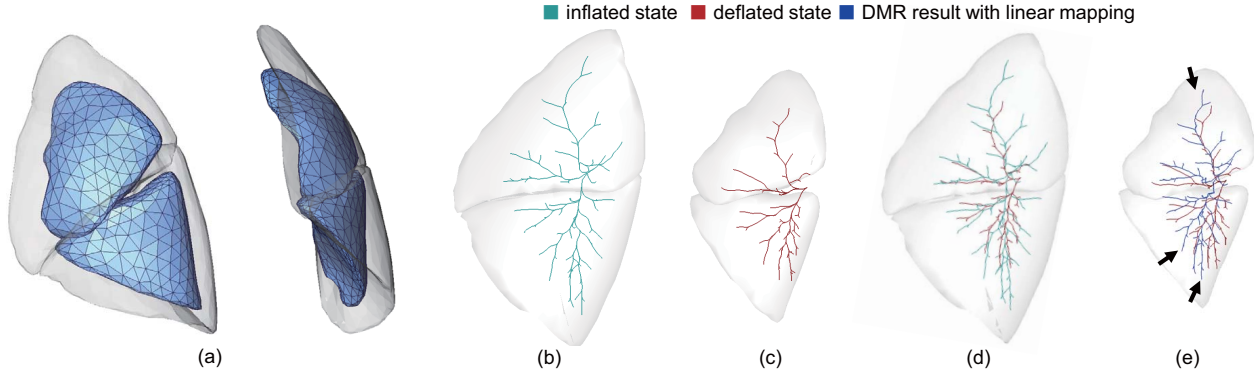 inflated state deflated state DMR result with linear mapping
(a) (b) (c) (d) (e)